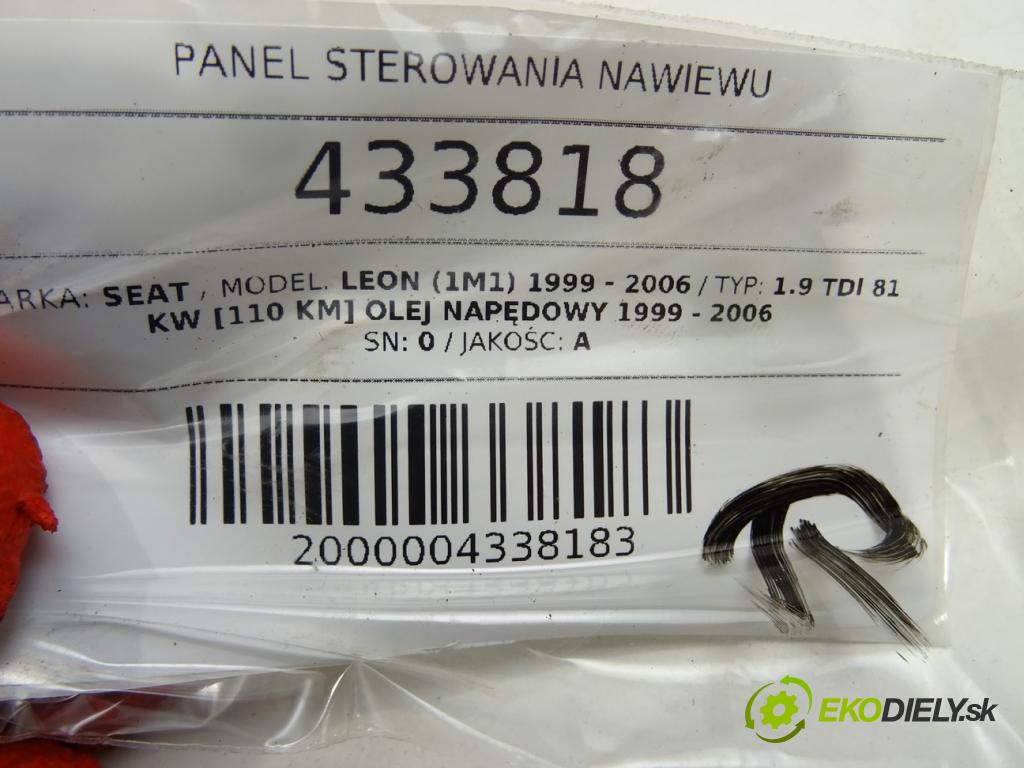 PANEL STEROWANIA NAWIEWU
433818
ARKA: SEAT , MODEL. LEON (1M1) 1999 - 2006 / TYP: 1.9 TDI 81
KW [110 KM] OLEJ NAPĘDOWY 1999 - 2006
SN: 0 / JAKOŚC: A
2000004338183
R
EKODIELY.sk